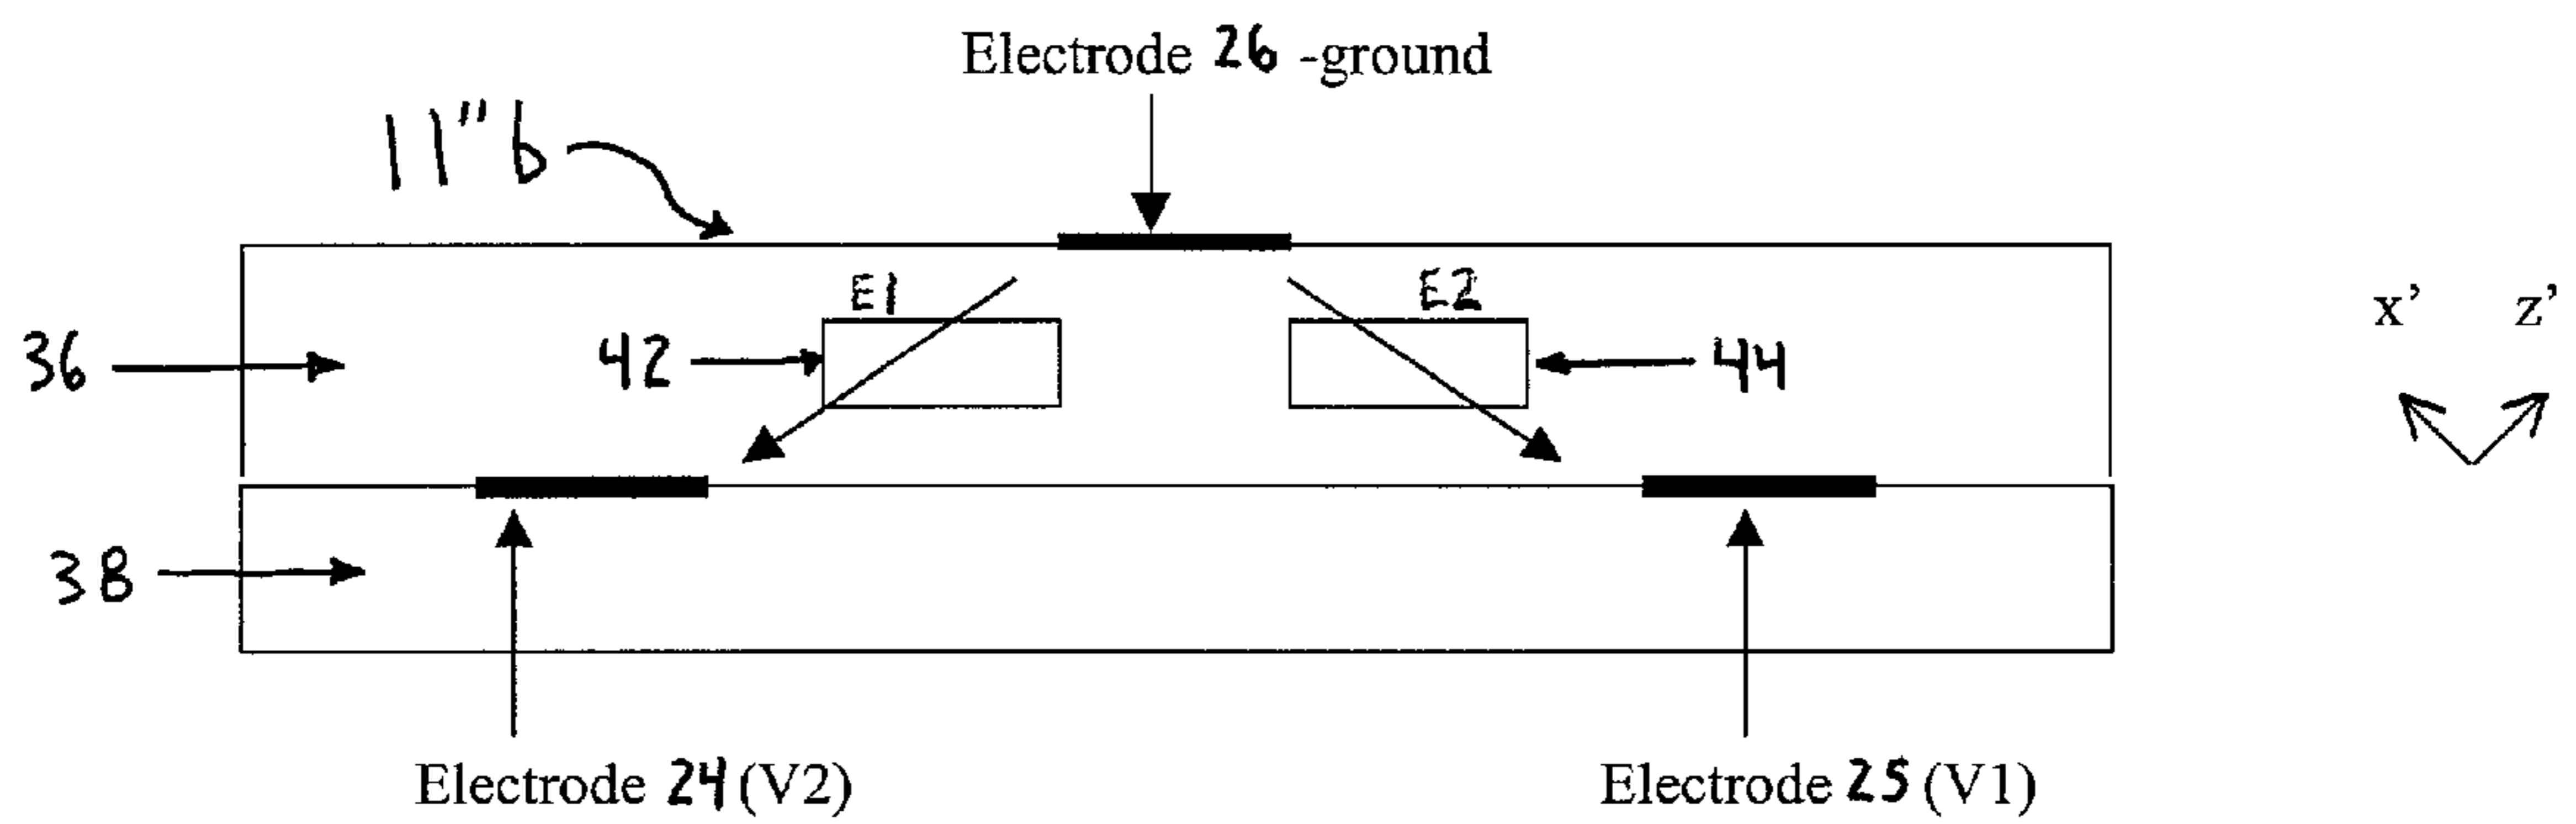 Electrode 26 -ground
11"b
E1
E2
x' z'
36
42
44
38
Electrode 24 (V2)
Electrode 25 (V1)